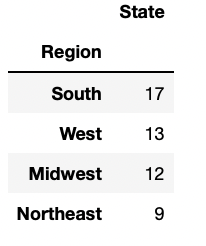 State
Region
South 17
West 13
Midwest 12
Northeast 9